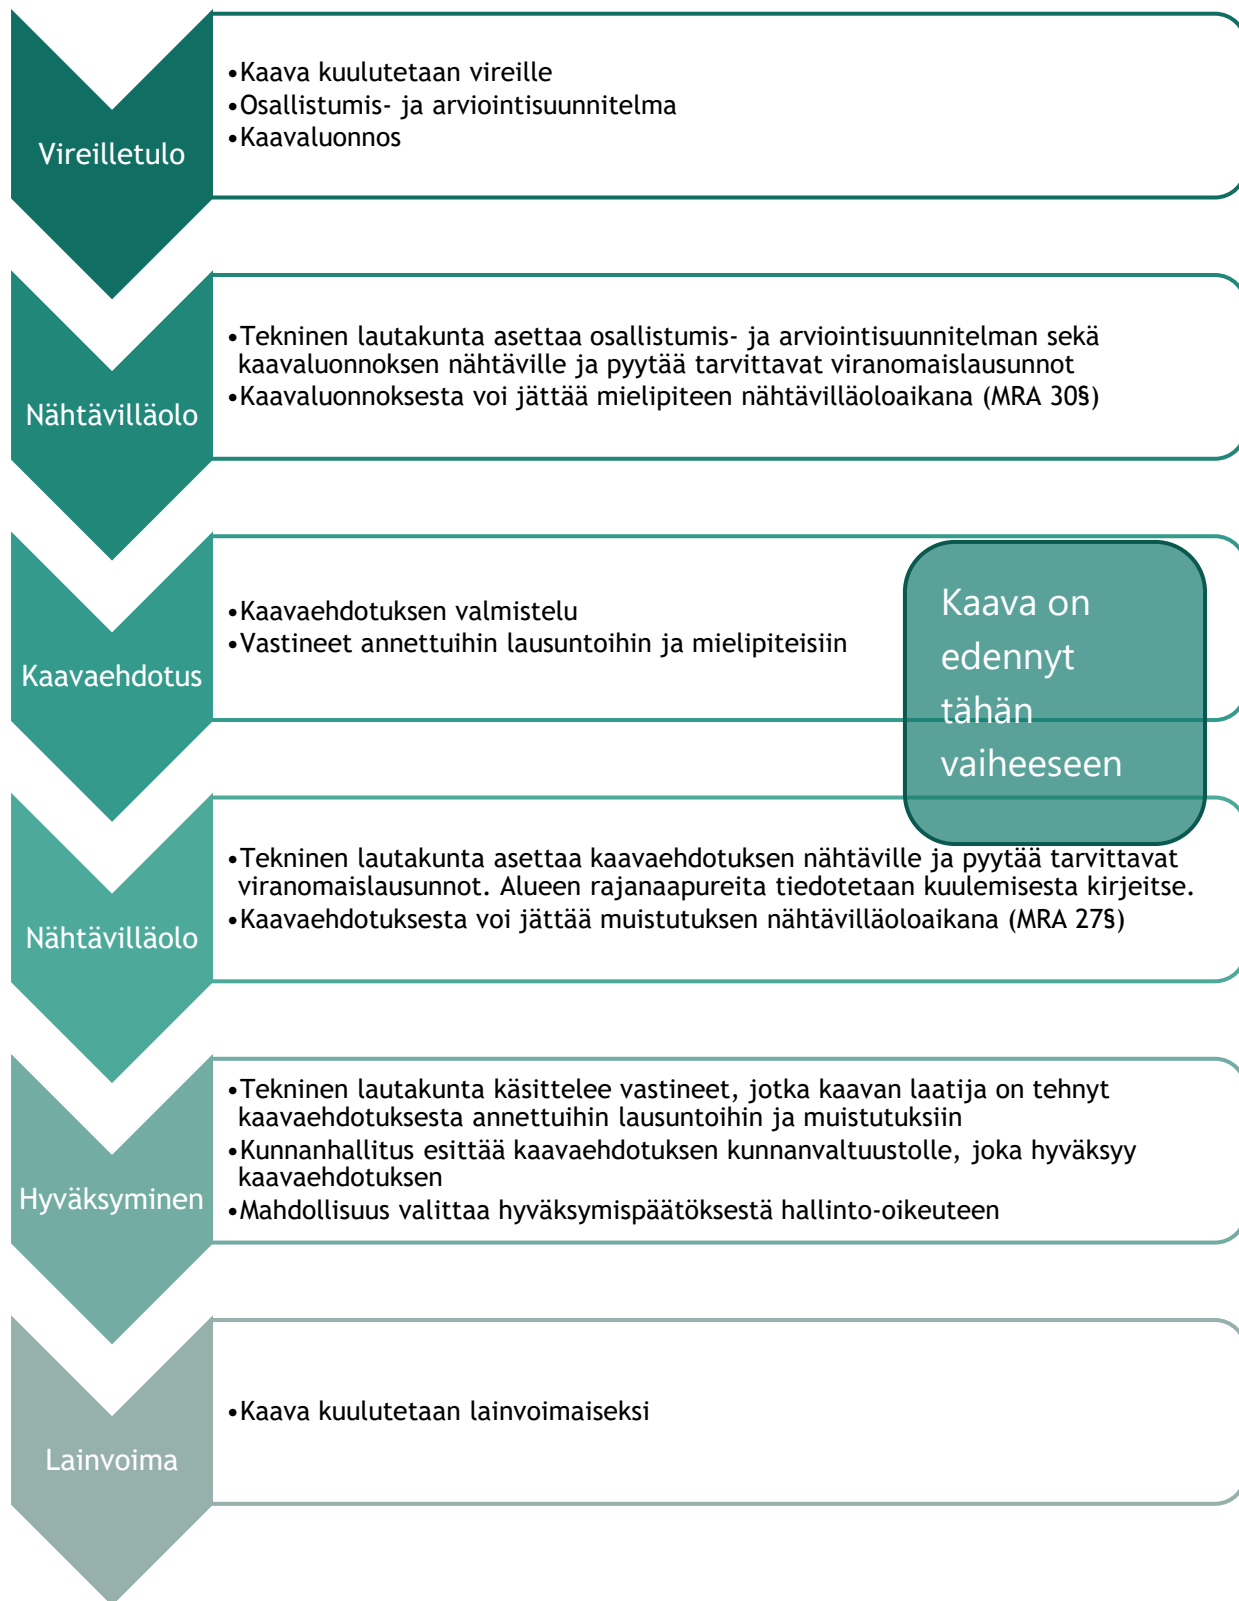 Vireilletulo
•Kaava kuulutetaan vireille
•Osallistumis- ja arviointisuunnitelma
•Kaavaluonnos
Nähtävilläolo
•Tekninen lautakunta asettaa osallistumis- ja arviointisuunnitelman sekä
kaavaluonnoksen nähtäville ja pyytää tarvittavat viranomaislausunnot
•Kaavaluonnoksesta voi jättää mielipiteen nähtävilläoloaikana (MRA 30§)
Kaavaehdotus
•Kaavaehdotuksen valmistelu
•Vastineet annettuihin lausuntoihin ja mielipiteisiin
Kaava on
edennyt
tähän
vaiheeseen
Nähtävilläolo
•Tekninen lautakunta asettaa kaavaehdotuksen nähtäville ja pyytää tarvittavat
viranomaislausunnot. Alueen rajanaapureita tiedotetaan kuulemisesta kirjeitse.
•Kaavaehdotuksesta voi jättää muistutuksen nähtävilläoloaikana (MRA 27§)
Hyväksyminen
•Tekninen lautakunta käsittelee vastineet, jotka kaavan laatija on tehnyt
kaavaehdotuksesta annettuihin lausuntoihin ja muistutuksiin
•Kunnanhallitus esittää kaavaehdotuksen kunnanvaltuustolle, joka hyväksyy
kaavaehdotuksen
•Mahdollisuus valittaa hyväksymispäätöksestä hallinto-oikeuteen
Lainvoima
•Kaava kuulutetaan lainvoimaiseksi